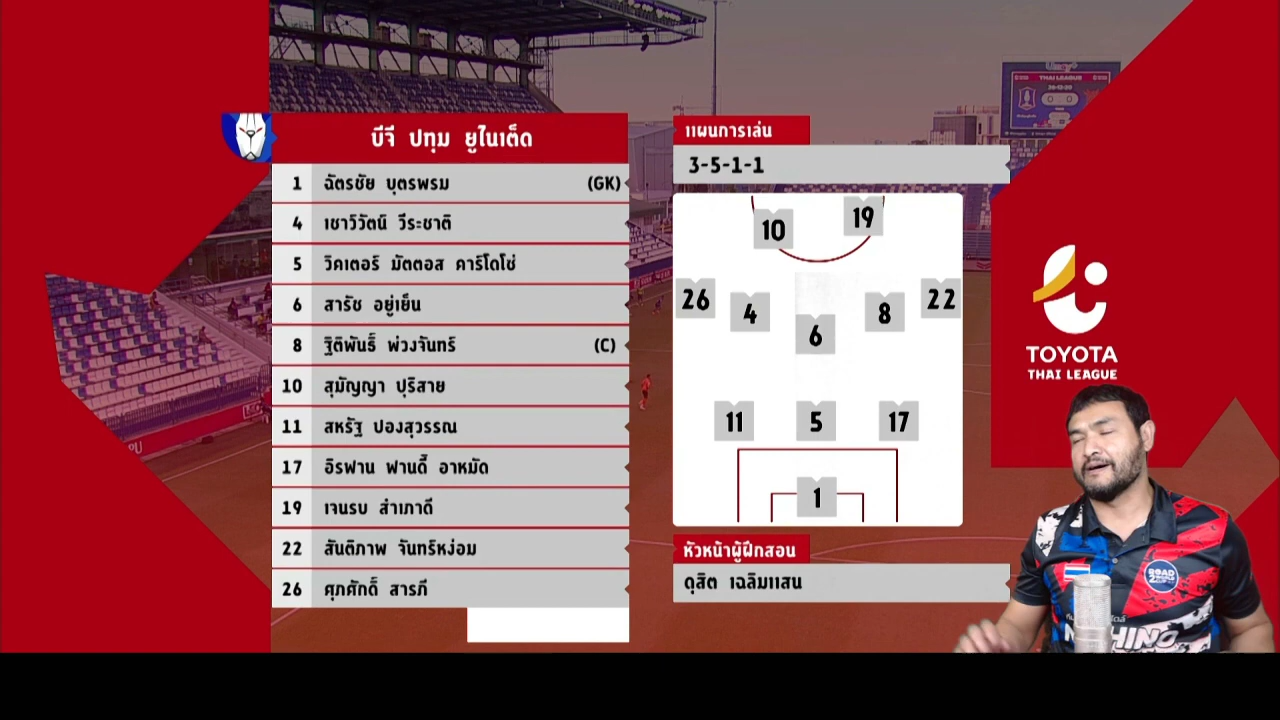 บีจี ปทุม ยูไนเต็ด
1 ฉัตรชัย บุตรพรม (GK)
4 เชาว์วัฒน์ วีระชาติ
5 วิคเตอร์ มัตตอส คาร์โดโซ่
6 สารัช อยู่เย็น
8 ฐิติพันธ์ พ่วงจันทร์ (C)
10 สุมัญญา ปุริสาย
11 สหรัฐ ปองสุวรรณ
17 อิรฟาน ฟานดี้ อาหมัด
19 เจนรบ สำเภาดี
22 สันติภาพ จันทร์หง่อม
26 ศุภศักดิ์ สารภี
แผนการเล่น
3-5-1-1
10 19
26 4 6 8 22
11 5 17
1
หัวหน้าผู้ฝึกสอน
ดุสิต เฉลิมแสน
THAI LEAGUE
TOYOTA
THAI LEAGUE
ROAD
2 WORLD
CUP